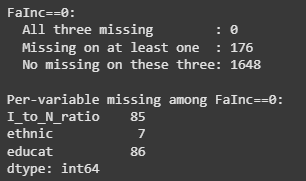 FaInc==0:
  All three missing         : 0
  Missing on at least one  : 176
  No missing on these three: 1648

Per-variable missing among FaInc==0:
I_to_N_ratio    85
ethnic           7
educat          86
dtype: int64